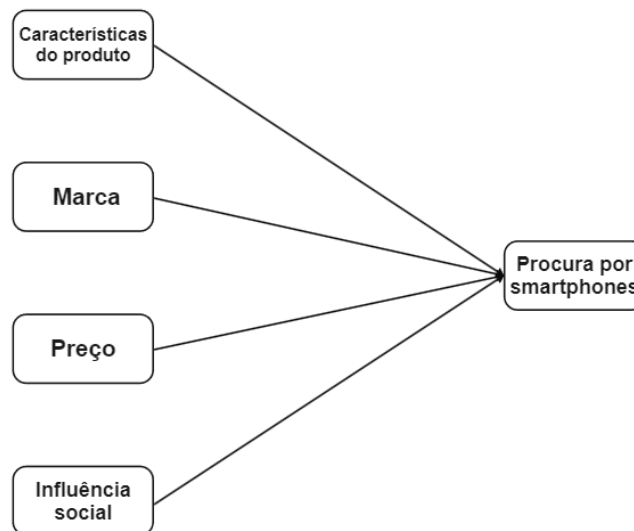 Características
do produto
Marca
Preço
Influência
social
Procura por
smartphones